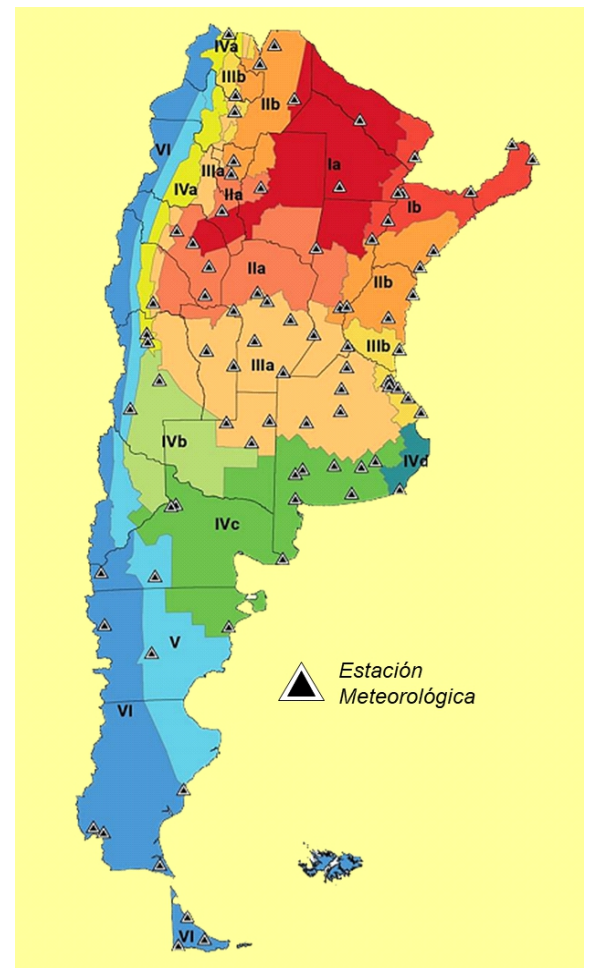 IVa
IIIb
IIb
VI
Ia
IIIa
IVa
IIa
Ib
IIa
IIb
IIIb
IIIa
IVb
IVd
IVc
V
Estación
Meteorológica
VI
VI